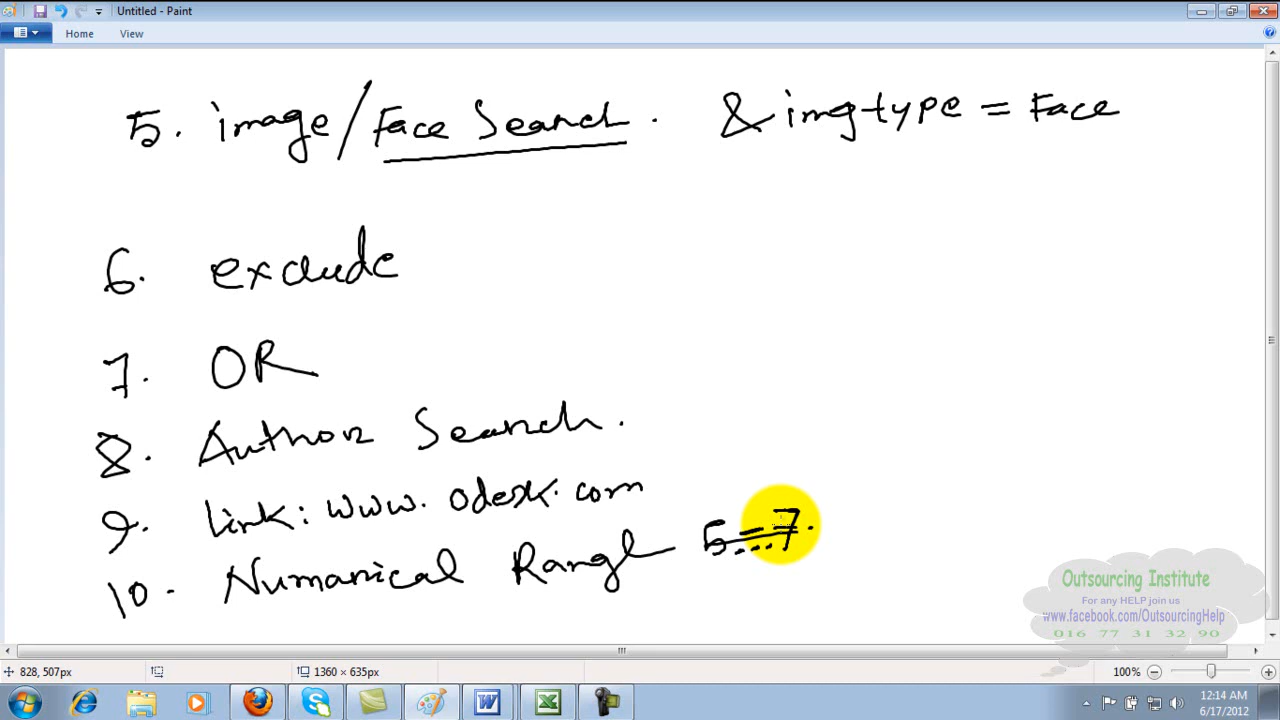 Untitled - Paint
Home View
5. image/Face Search. & imgtype = Face
6. exclude
7. OR
8. Author Search.
9. link: www.odesk.com
10. Numarical Range 5 = 7.
Outsourcing Institute
For any HELP join us
www.facebook.com/OutsourcingHelp
016 77 31 32 90
828, 507px 1360 × 635px 100%
12:14 AM
6/17/2012